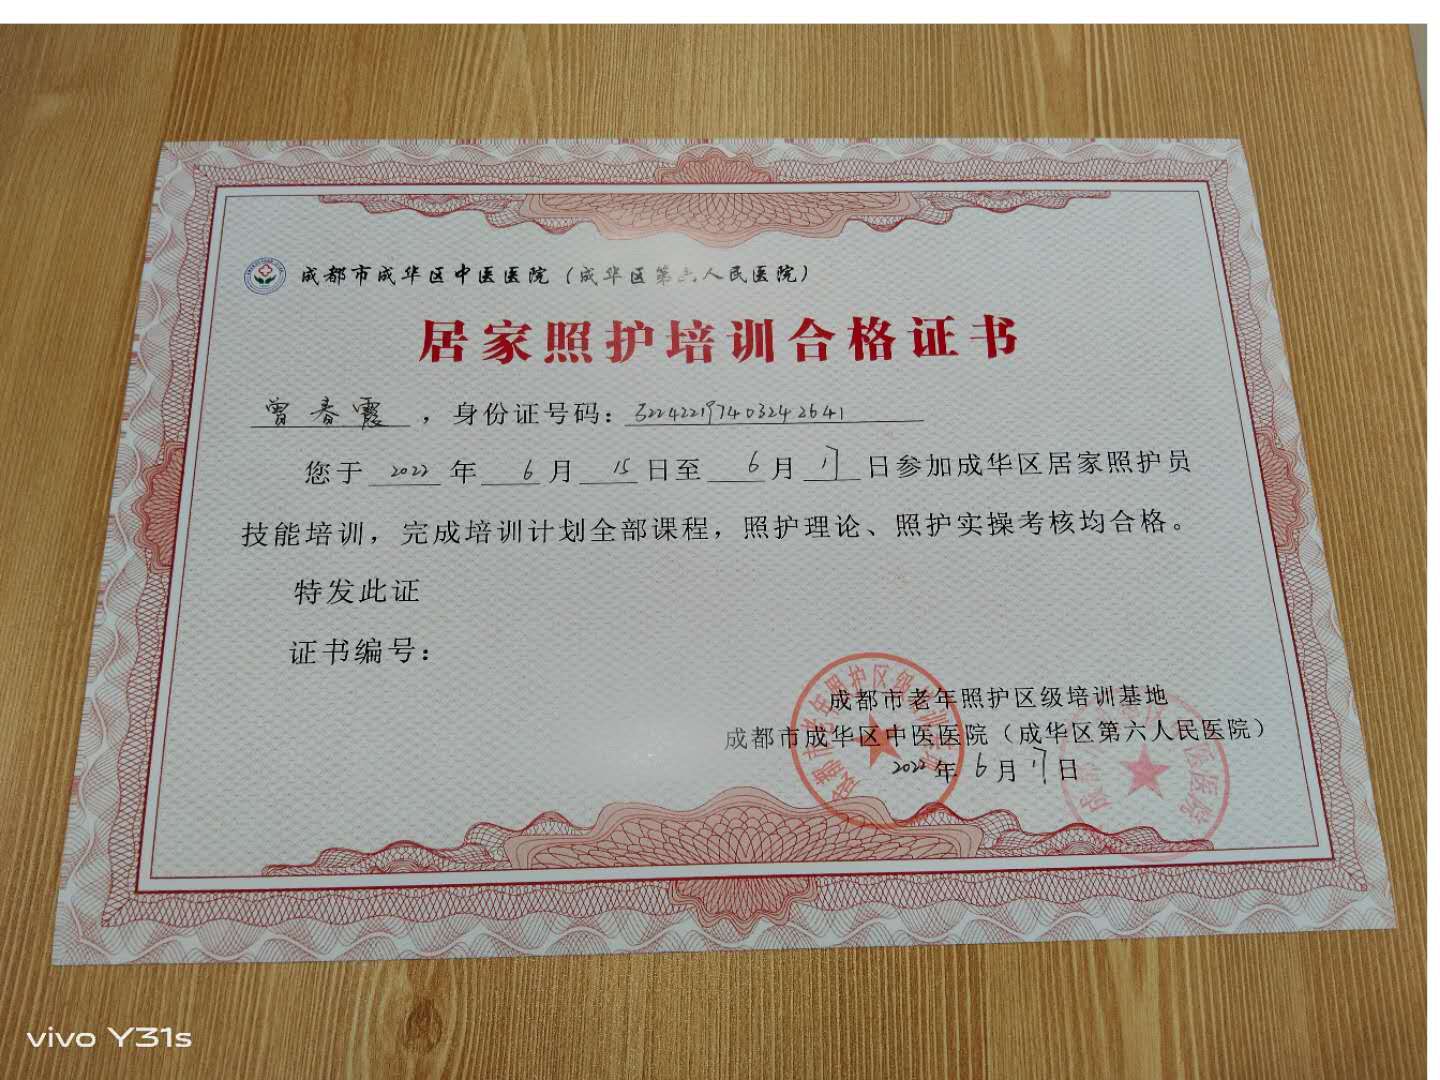 成都市成华区中医医院（成华区第六人民医院）
居家照护培训合格证书
曾春霞，身份证号码：
您于 2022 年 6 月 15 日至 6 月 17 日参加成华区居家照护员
技能培训，完成培训计划全部课程，照护理论、照护实操考核均合格。
特发此证
证书编号：
成都市老年照护区级培训基地
成都市成华区中医医院（成华区第六人民医院）
2022 年 6 月 17 日
vivo Y31s